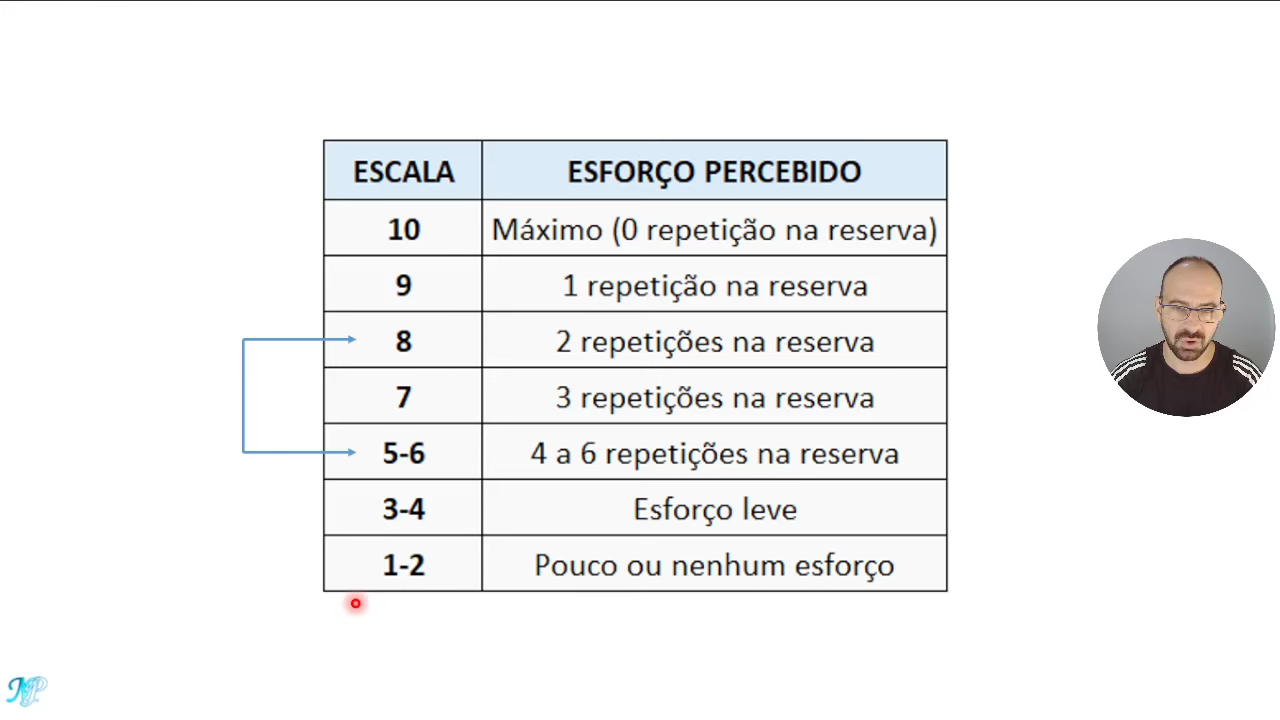 ESCALA ESFORÇO PERCEBIDO
10 Máximo (0 repetição na reserva)
9 1 repetição na reserva
8 2 repetições na reserva
7 3 repetições na reserva
5-6 4 a 6 repetições na reserva
3-4 Esforço leve
1-2 Pouco ou nenhum esforço